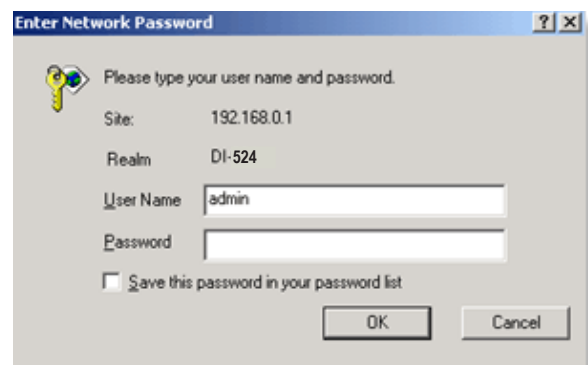 Enter Network Password
Please type your user name and password.
Site: 192.168.0.1
Realm DI-524
User Name admin
Password
Save this password in your password list
OK Cancel